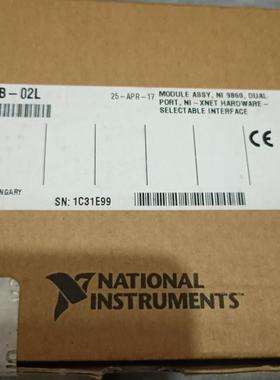 B-02L
25-APR-17
MODULE ASSY, NI 9860, DUAL
PORT, NI-XNET HARDWARE-
SELECTABLE INTERFACE
CE
NGARY
SN: 1C31E99
NATIONAL
INSTRUMENTS™